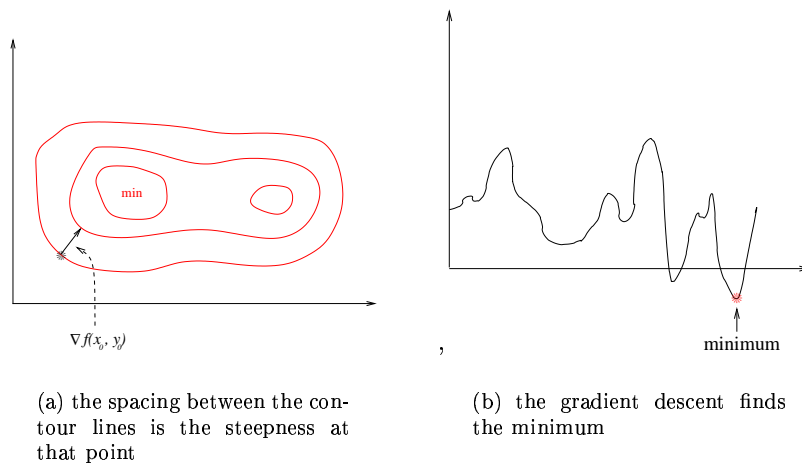 min
∇f(x₀, y₀)
(a) the spacing between the con-
tour lines is the steepness at
that point
,
minimum
(b) the gradient descent finds
the minimum